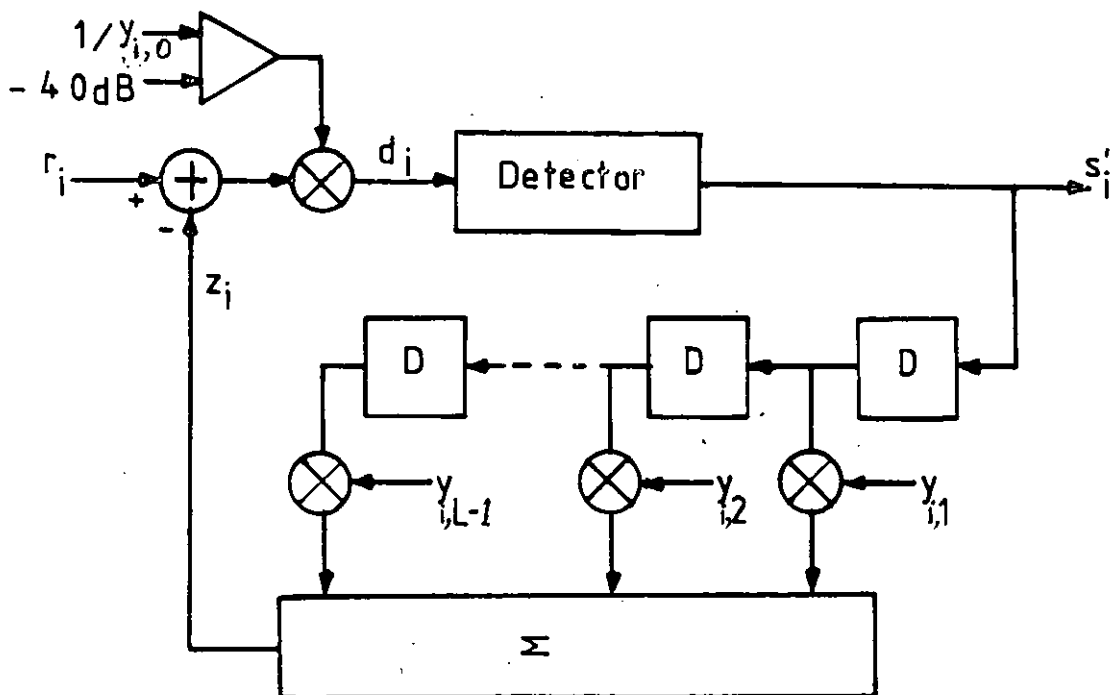 1/y_{i,0}
- 40dB
r_i
+
-
d_i
Detector
s'_i
z_i
D
D
D
y_{i,L-1}
y_{i,2}
y_{i,1}
Σ